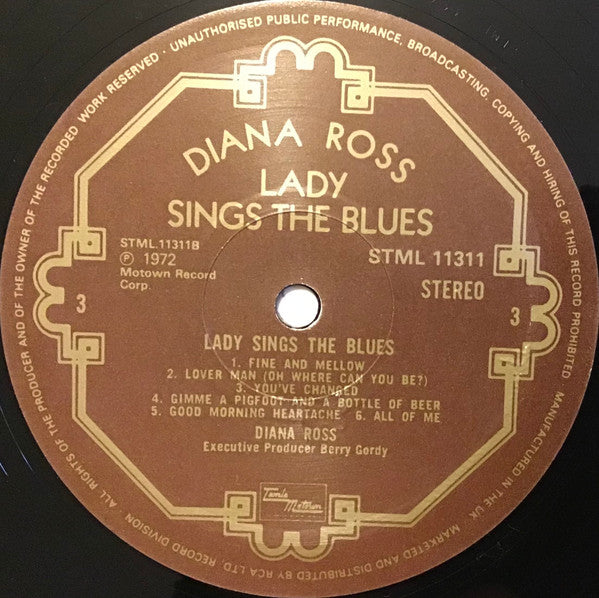 ALL RIGHTS OF THE PRODUCER AND OF THE OWNER OF THE RECORDED WORK RESERVED · UNAUTHORISED PUBLIC PERFORMANCE, BROADCASTING, COPYING AND HIRING OF THIS RECORD PROHIBITED
MANUFACTURED IN THE UK. MARKETED AND DISTRIBUTED BY RCA LTD. RECORD DIVISION
DIANA ROSS
LADY
SINGS THE BLUES
STML.11311B
℗ 1972
Motown Record
Corp.
STML 11311
STEREO
3
3
LADY SINGS THE BLUES
1. FINE AND MELLOW
2. LOVER MAN (OH WHERE CAN YOU BE?)
3. YOU'VE CHANGED
4. GIMME A PIGFOOT AND A BOTTLE OF BEER
5. GOOD MORNING HEARTACHE 6. ALL OF ME
DIANA ROSS
Executive Producer Berry Gordy
Tamla
Motown